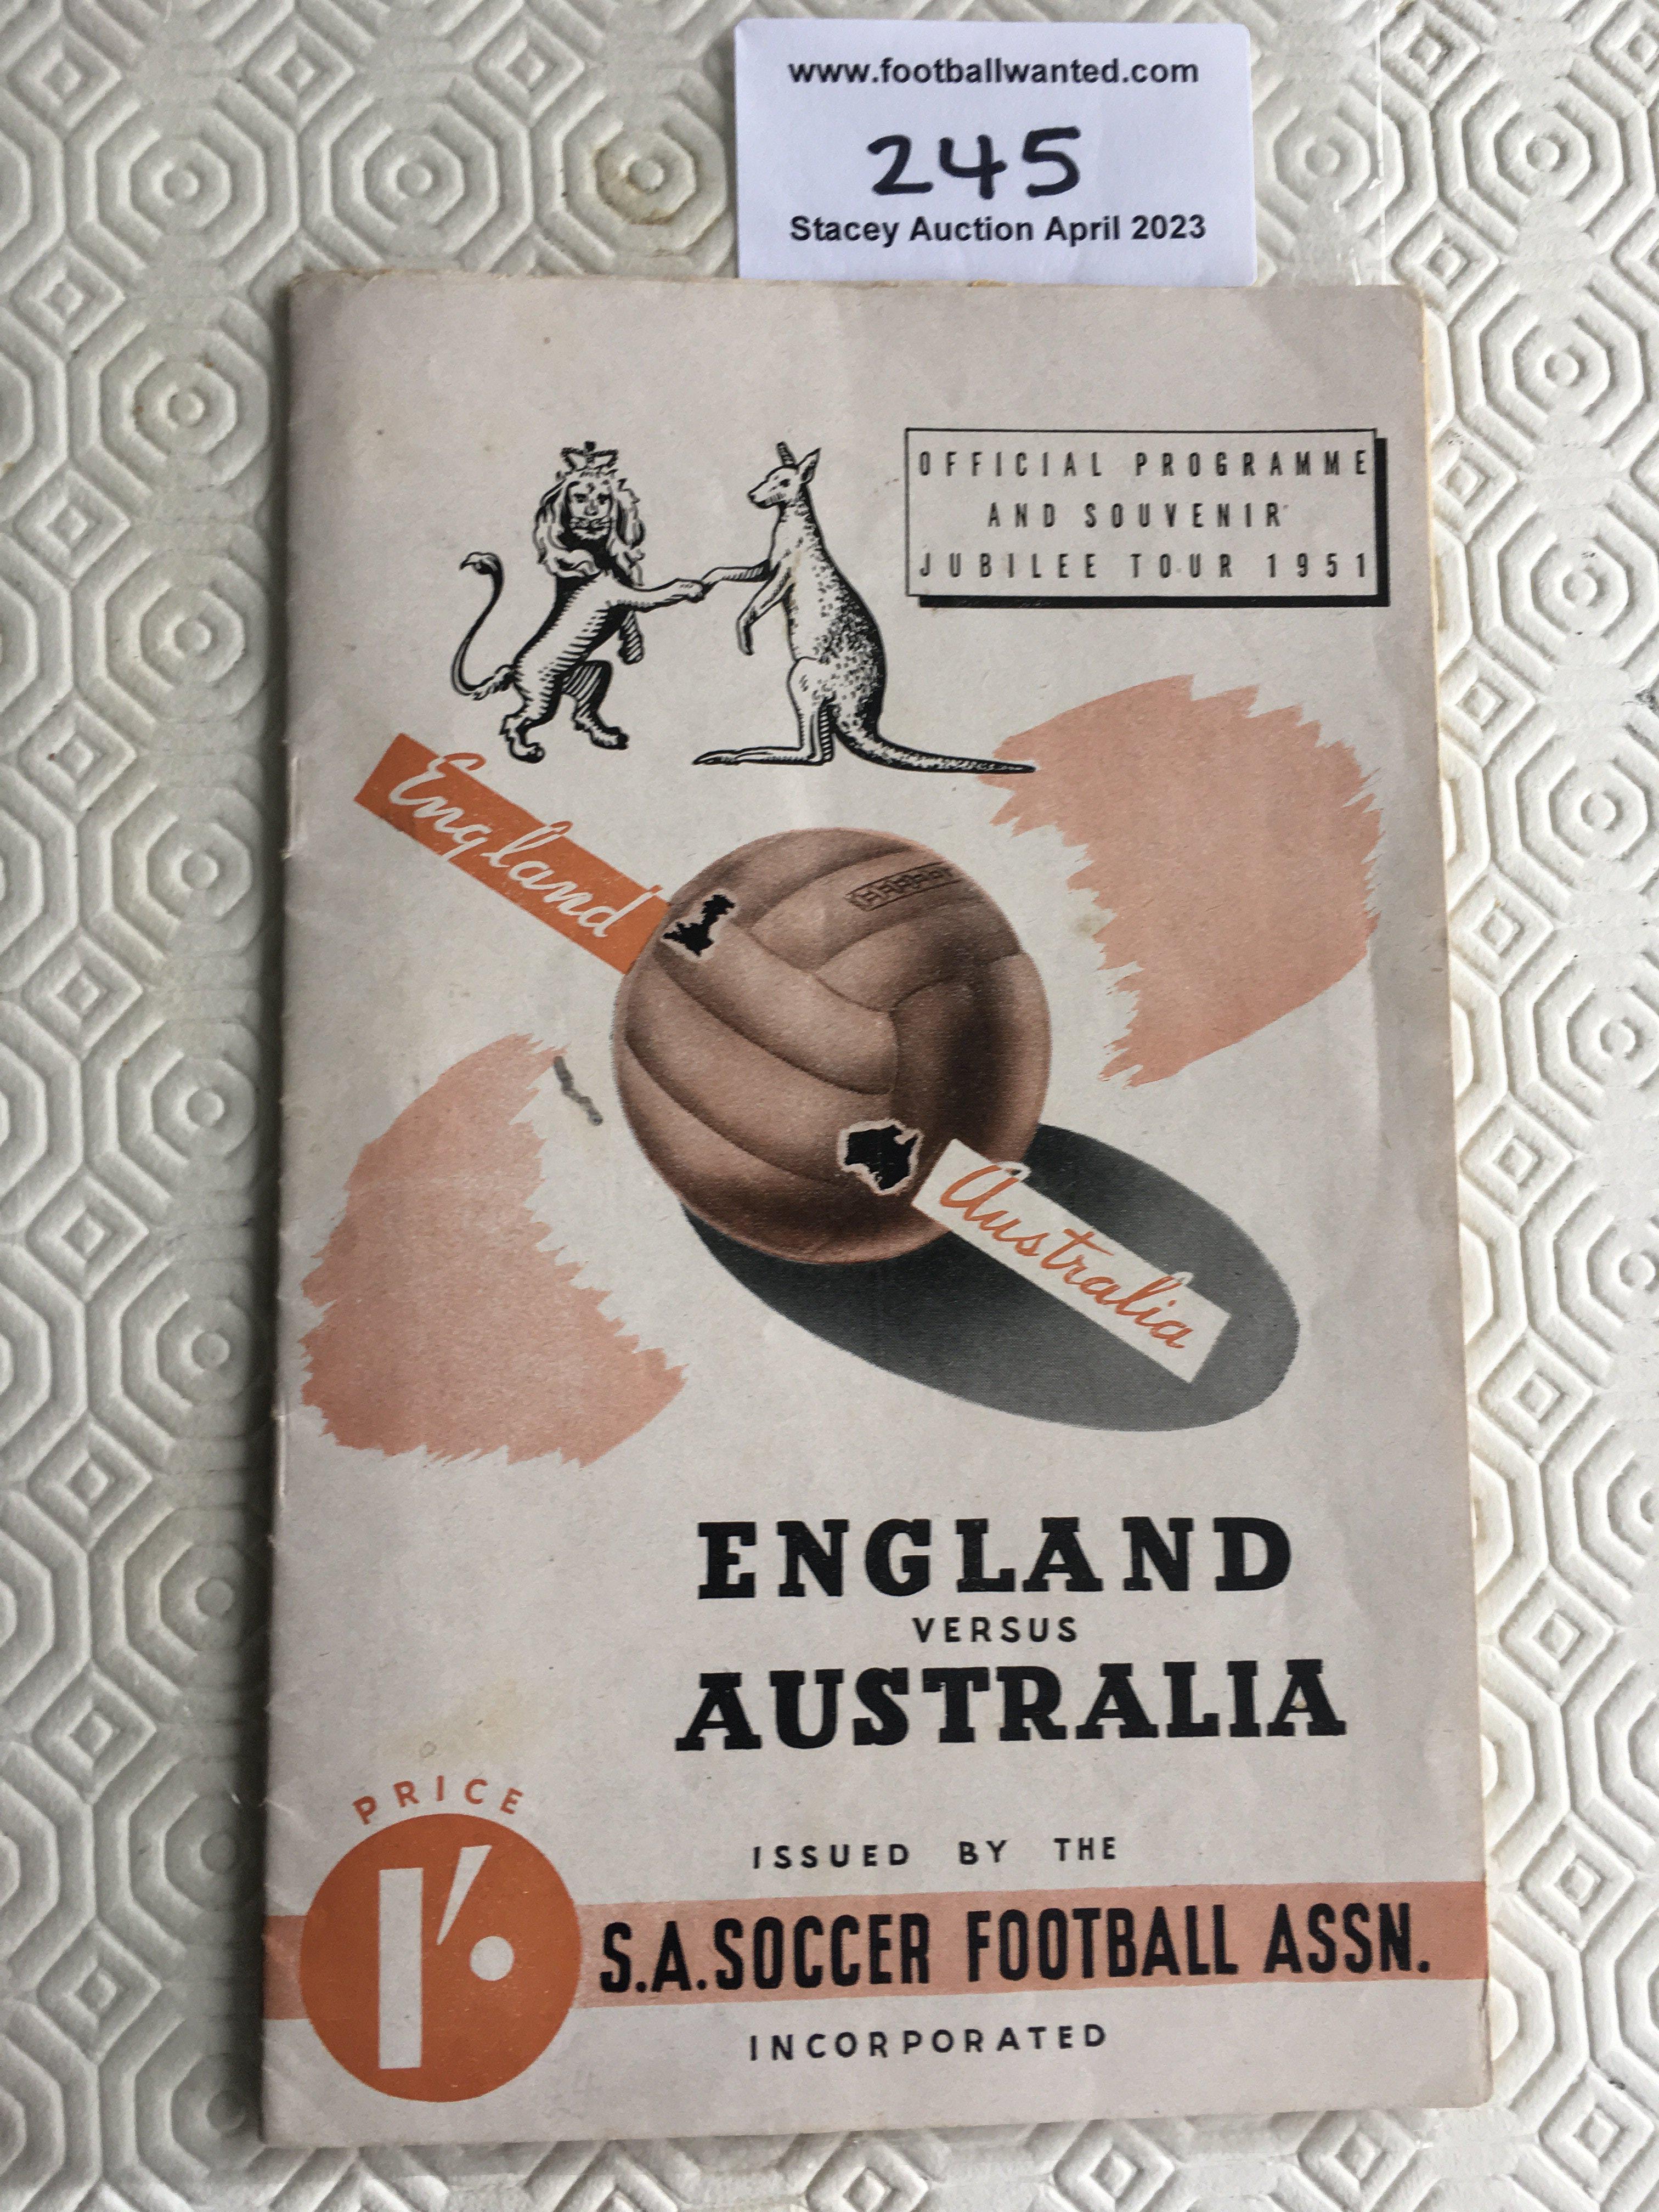 www.footballwanted.com
245
Stacey Auction April 2023
OFFICIAL PROGRAMME
AND SOUVENIR
JUBILEE TOUR 1951
England
Australia
ENGLAND
VERSUS
AUSTRALIA
PRICE
1/.
ISSUED BY THE
S.A. SOCCER FOOTBALL ASSN.
INCORPORATED